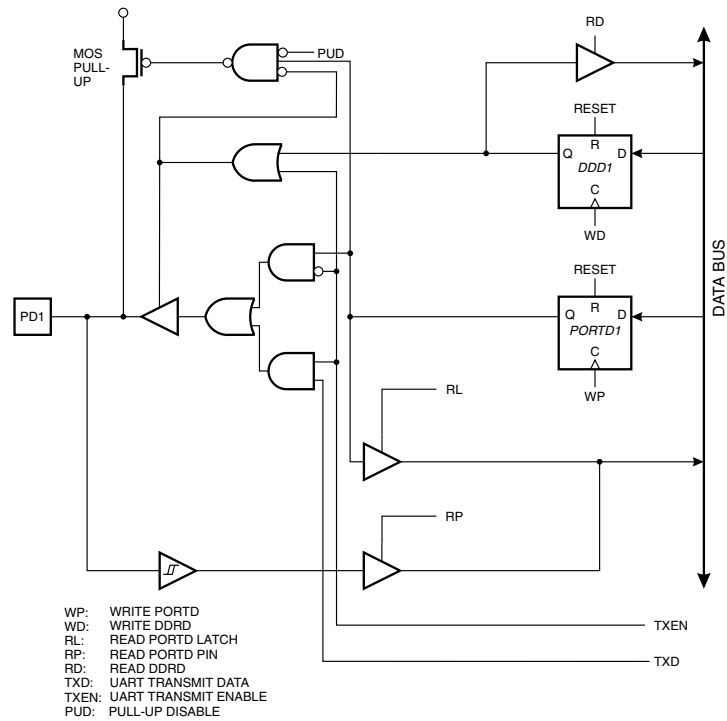 RD
MOS
PULL-
UP
PUD
RESET
R
Q
D
DDD1
C
WD
RESET
R
Q
D
PORTD1
C
WP
DATA BUS
PD1
RL
RP
TXEN
TXD
WP: WRITE PORTD
WD: WRITE DDRD
RL: READ PORTD LATCH
RP: READ PORTD PIN
RD: READ DDRD
TXD: UART TRANSMIT DATA
TXEN: UART TRANSMIT ENABLE
PUD: PULL-UP DISABLE